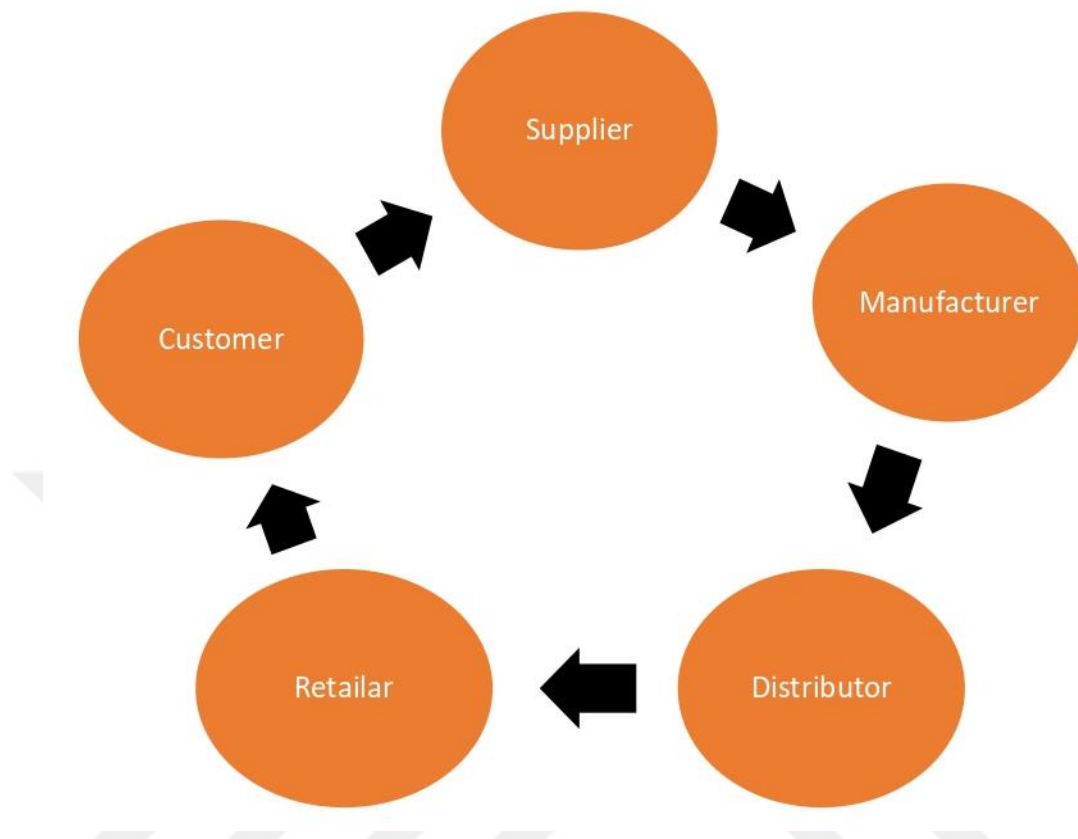 Supplier
Manufacturer
Distributor
Retailar
Customer